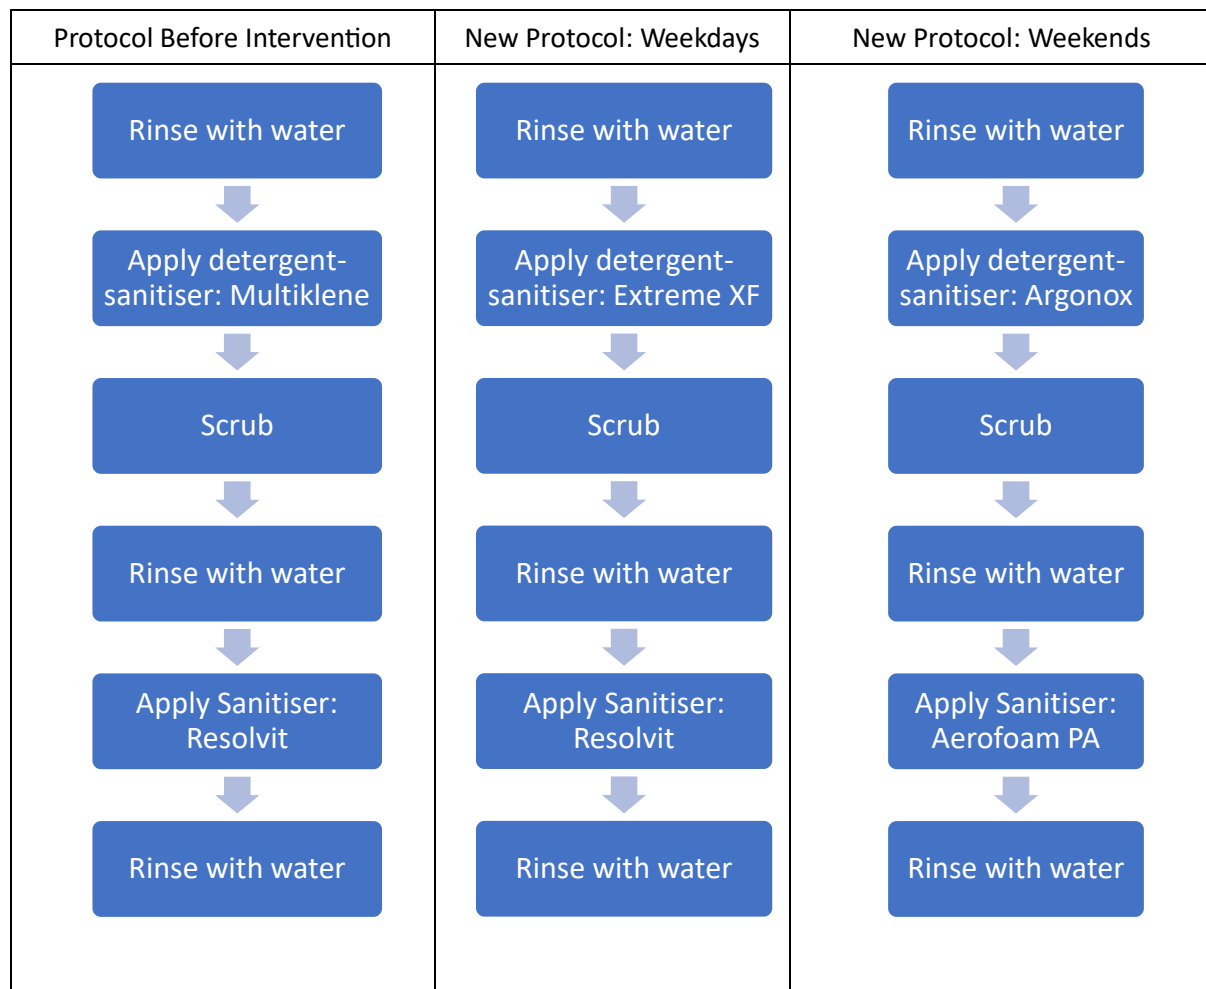 Protocol Before Intervention
New Protocol: Weekdays
New Protocol: Weekends
Rinse with water
Apply detergent-
sanitiser: Multiklene
Scrub
Rinse with water
Apply Sanitiser:
Resolvit
Rinse with water
Rinse with water
Apply detergent-
sanitiser: Extreme XF
Scrub
Rinse with water
Apply Sanitiser:
Resolvit
Rinse with water
Rinse with water
Apply detergent-
sanitiser: Argonox
Scrub
Rinse with water
Apply Sanitiser:
Aerofoam PA
Rinse with water